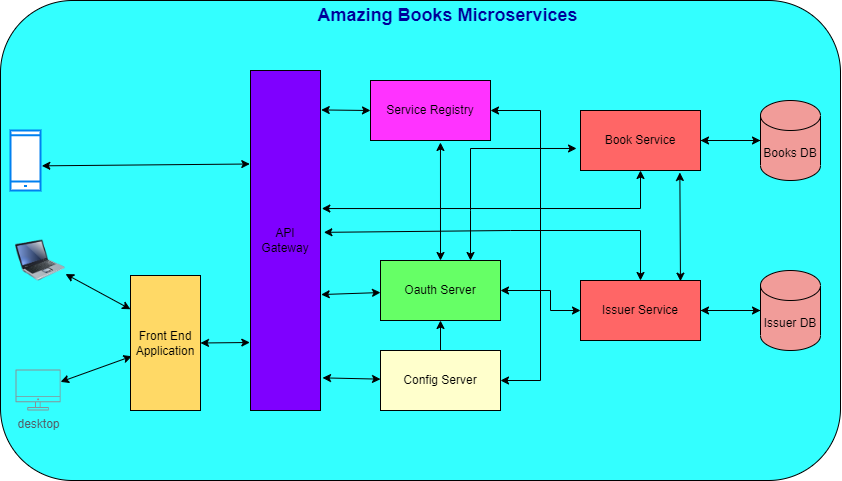 Amazing Books Microservices
Service Registry
Book Service
Books DB
API
Gateway
Oauth Server
Issuer Service
Issuer DB
Front End
Application
Config Server
desktop